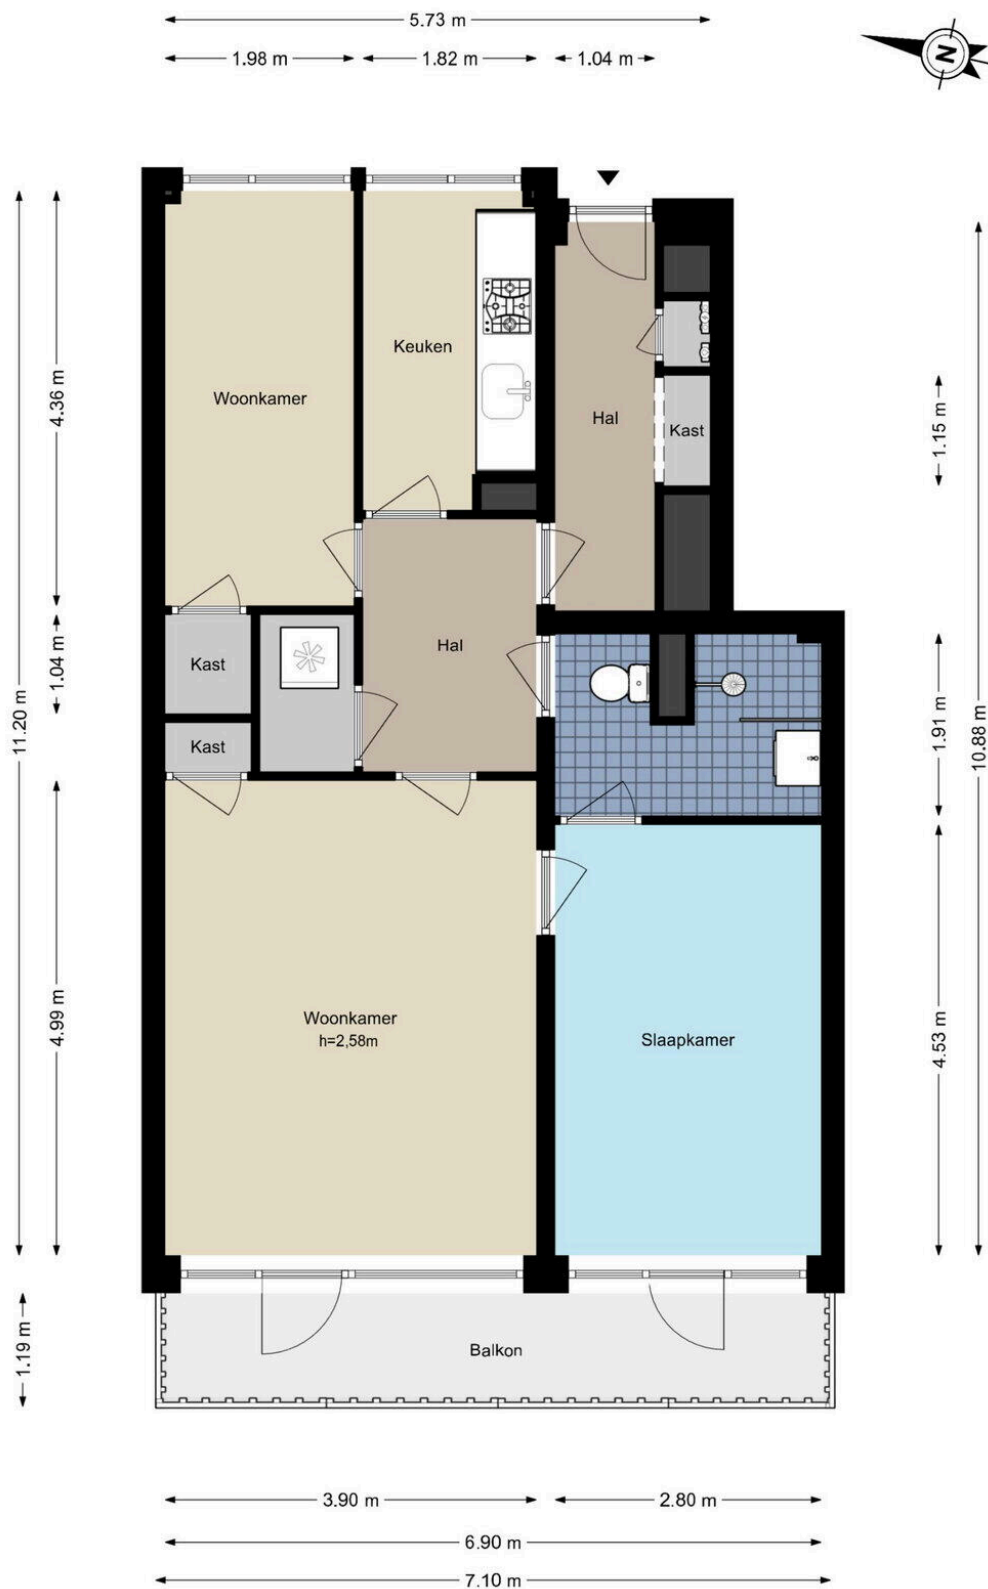 5.73 m
1.98 m
1.82 m
1.04 m
N
Keuken
Woonkamer
Hal
Kast
4.36 m
1.15 m
Hal
Kast
1.04 m
Kast
11.20 m
1.91 m
10.88 m
4.99 m
Woonkamer
h=2,58m
Slaapkamer
4.53 m
1.19 m
Balkon
3.90 m
2.80 m
6.90 m
7.10 m